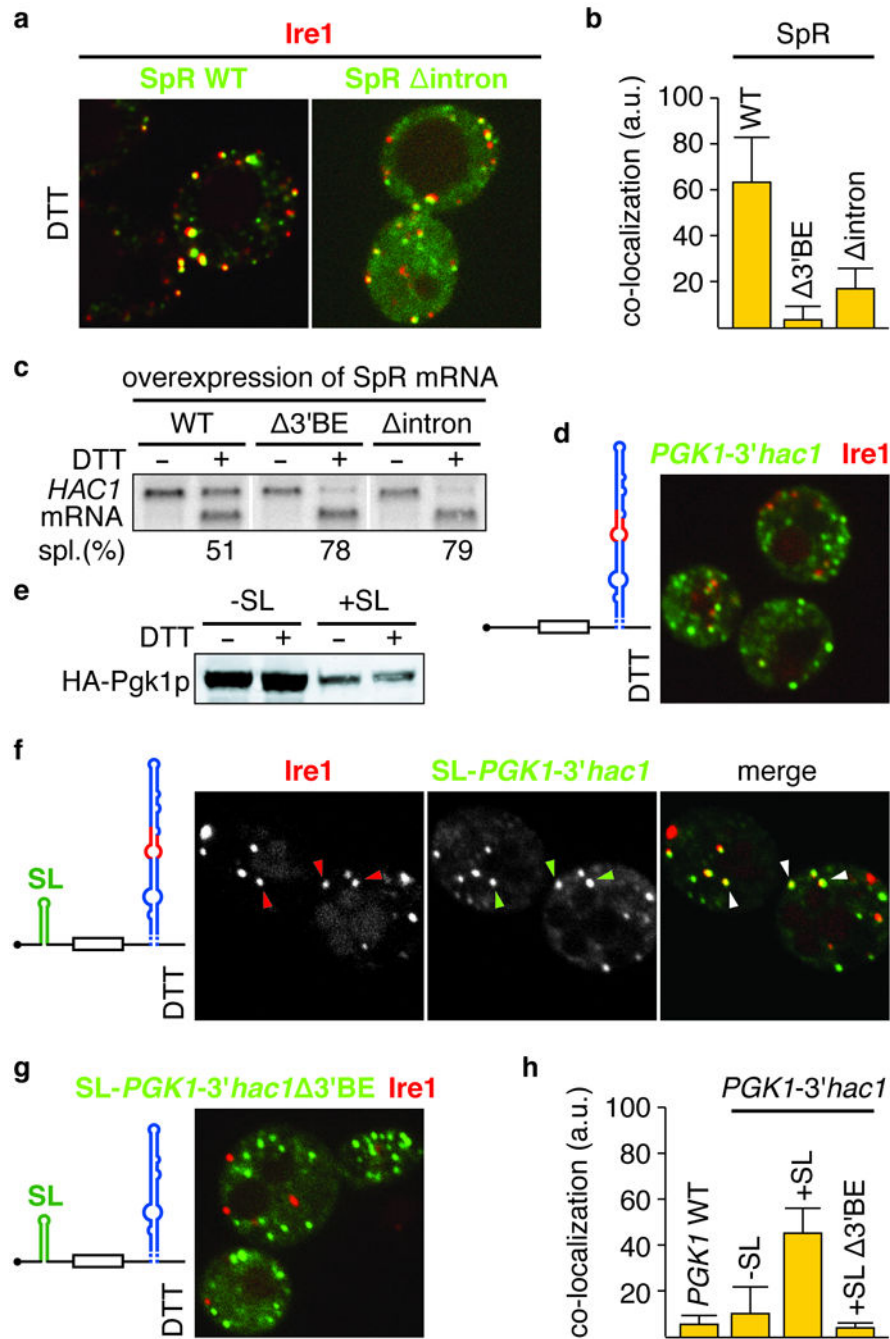 a
Ire1
SpR WT SpR Δintron
DTT
b
SpR
co-localization (a.u.)
100
80
60
40
20
WT
Δ3'BE
Δintron
c
overexpression of SpR mRNA
WT Δ3'BE Δintron
DTT – + – + – +
HAC1
mRNA
spl.(%) 51 78 79
d
PGK1-3'hac1 Ire1
DTT
e
-SL +SL
DTT – + – +
HA-Pgk1p
f
Ire1 SL-PGK1-3'hac1 merge
SL
DTT
g
SL-PGK1-3'hac1Δ3'BE Ire1
SL
DTT
h
PGK1-3'hac1
co-localization (a.u.)
100
80
60
40
20
PGK1 WT
-SL
+SL
+SL Δ3'BE